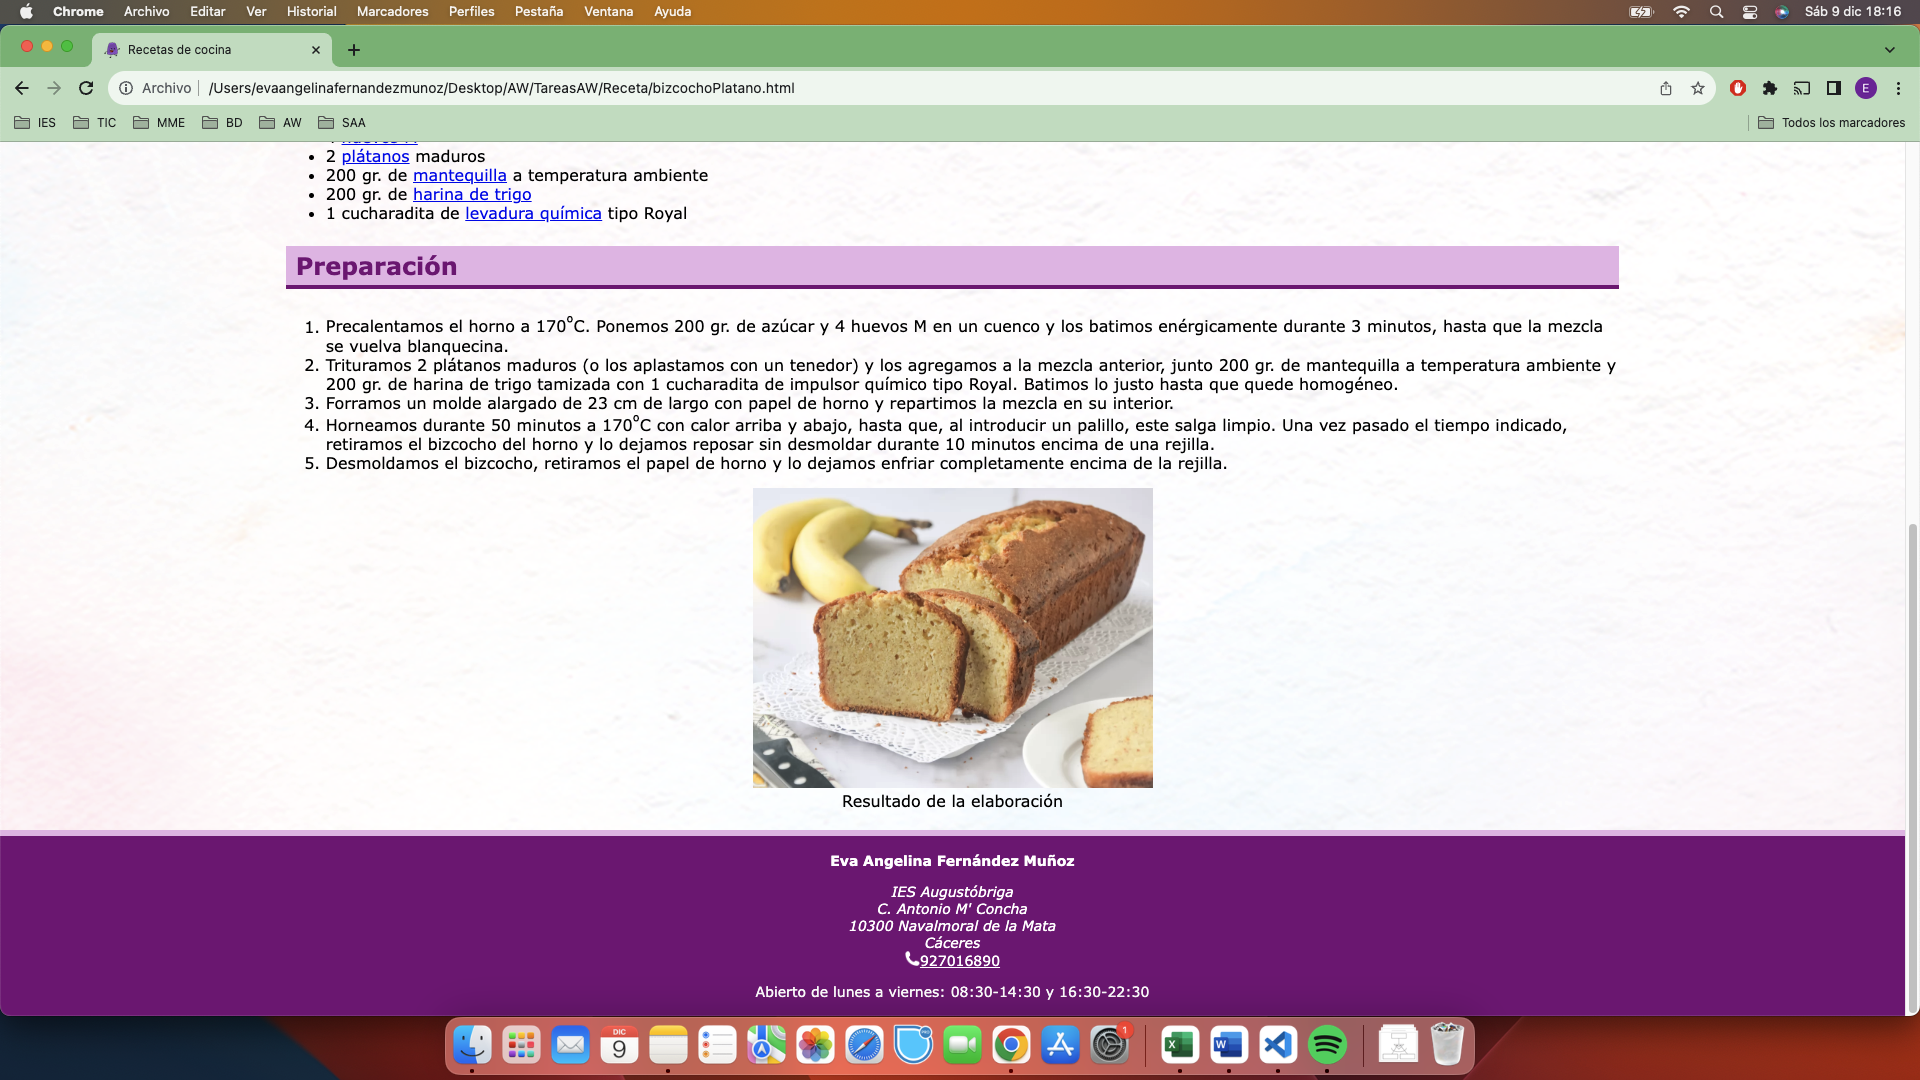 Chrome Archivo Editar Ver Historial Marcadores Perfiles Pestaña Ventana Ayuda Sáb 9 dic 18:16
Recetas de cocina
Archivo /Users/evaangelinafernandezmunoz/Desktop/AW/TareasAW/Receta/bizcochoPlatano.html E
IES TIC MME BD AW SAA Todos los marcadores
2 plátanos maduros
200 gr. de mantequilla a temperatura ambiente
200 gr. de harina de trigo
1 cucharadita de levadura química tipo Royal
Preparación
1. Precalentamos el horno a 170ºC. Ponemos 200 gr. de azúcar y 4 huevos M en un cuenco y los batimos enérgicamente durante 3 minutos, hasta que la mezcla
se vuelva blanquecina.
2. Trituramos 2 plátanos maduros (o los aplastamos con un tenedor) y los agregamos a la mezcla anterior, junto 200 gr. de mantequilla a temperatura ambiente y
200 gr. de harina de trigo tamizada con 1 cucharadita de impulsor químico tipo Royal. Batimos lo justo hasta que quede homogéneo.
3. Forramos un molde alargado de 23 cm de largo con papel de horno y repartimos la mezcla en su interior.
4. Horneamos durante 50 minutos a 170ºC con calor arriba y abajo, hasta que, al introducir un palillo, este salga limpio. Una vez pasado el tiempo indicado,
retiramos el bizcocho del horno y lo dejamos reposar sin desmoldar durante 10 minutos encima de una rejilla.
5. Desmoldamos el bizcocho, retiramos el papel de horno y lo dejamos enfriar completamente encima de la rejilla.
Resultado de la elaboración
Eva Angelina Fernández Muñoz
IES Augustóbriga
C. Antonio M' Concha
10300 Navalmoral de la Mata
Cáceres
927016890
Abierto de lunes a viernes: 08:30-14:30 y 16:30-22:30
DIC
9
1
X
W